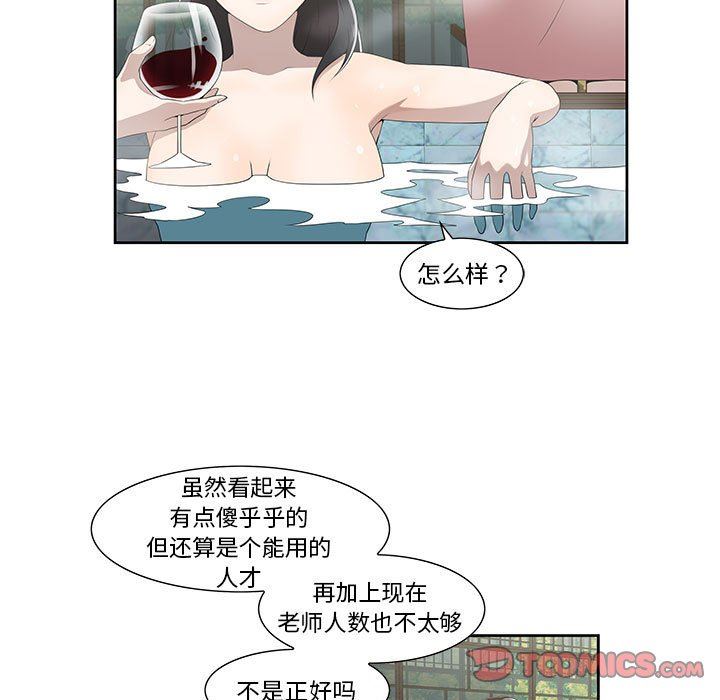 怎么样？
虽然看起来
有点傻乎乎的
但还算是个能用的
人才
再加上现在
老师人数也不太够
不是正好吗
TOOMICS.COM